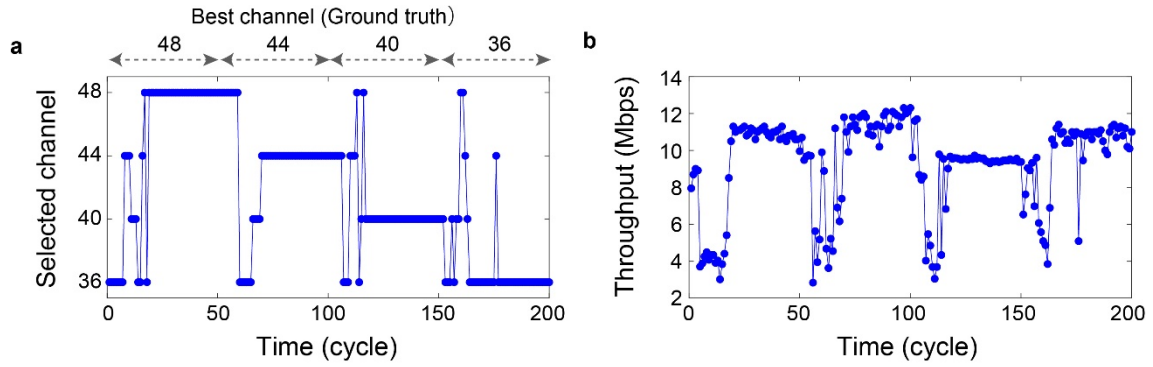 Best channel (Ground truth)
a
48 44 40 36
Selected channel
48
44
40
36
0 50 100 150 200
Time (cycle)
b
Throughput (Mbps)
14
12
10
8
6
4
2
0 50 100 150 200
Time (cycle)